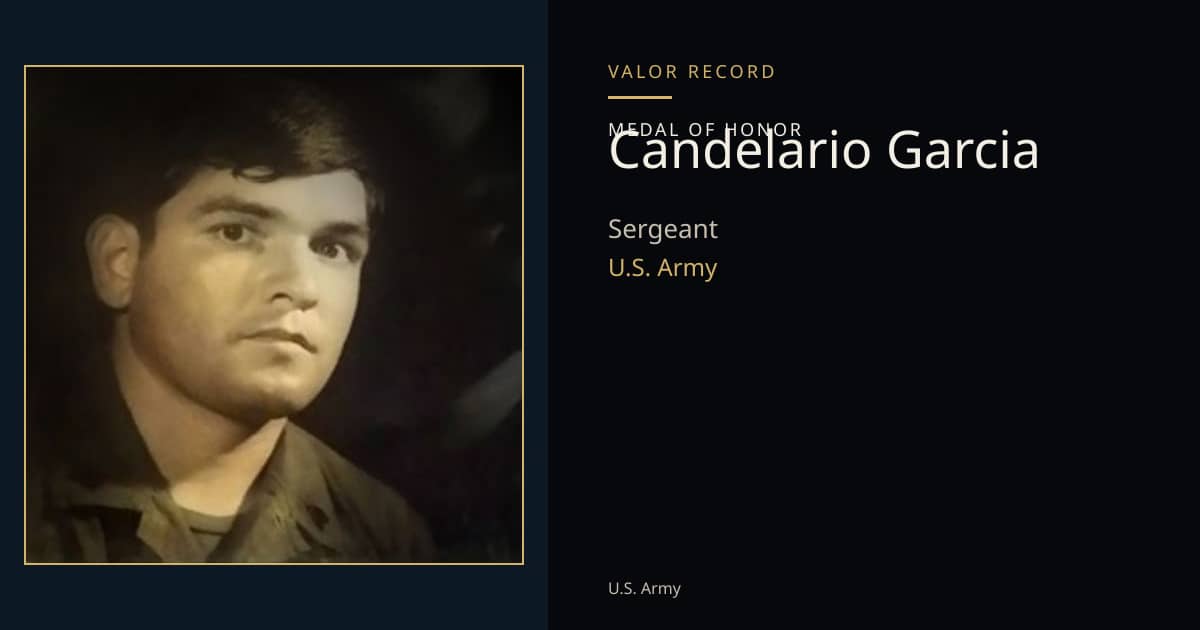 VALOR RECORD
MEDAL OF HONOR
Candelario Garcia
Sergeant
U.S. Army
U.S. Army